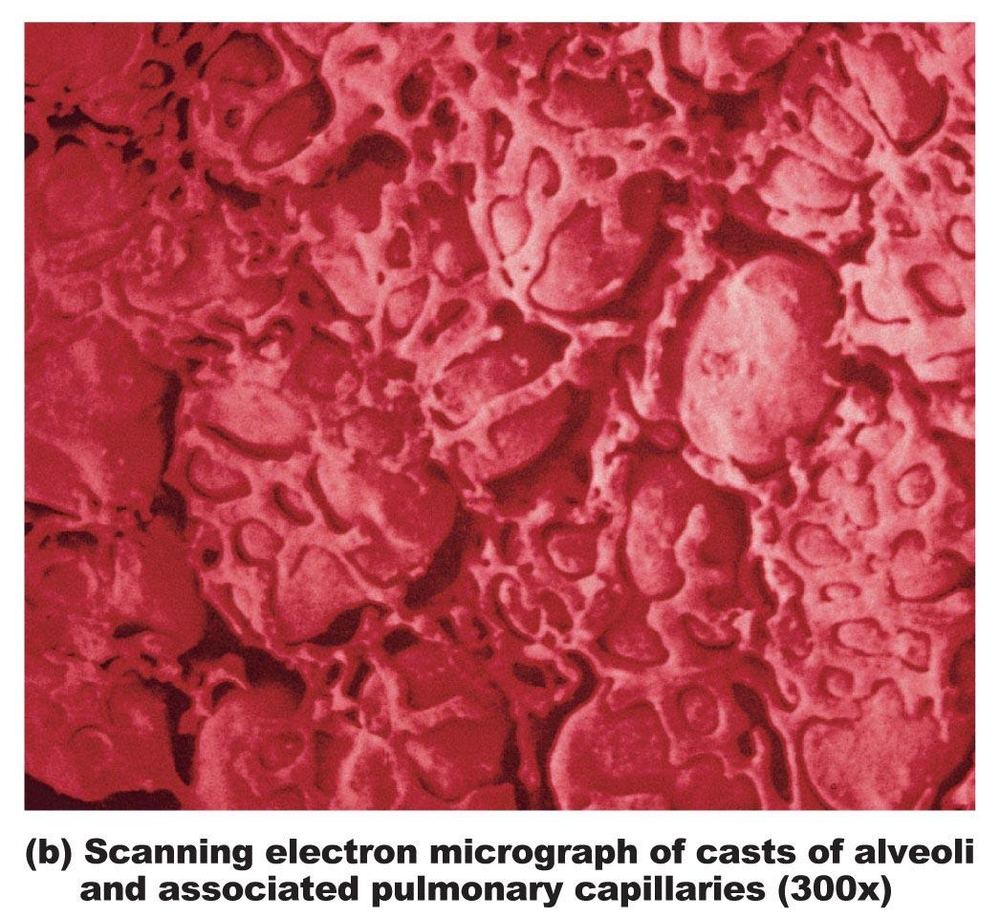 (b) Scanning electron micrograph of casts of alveoli
and associated pulmonary capillaries (300x)